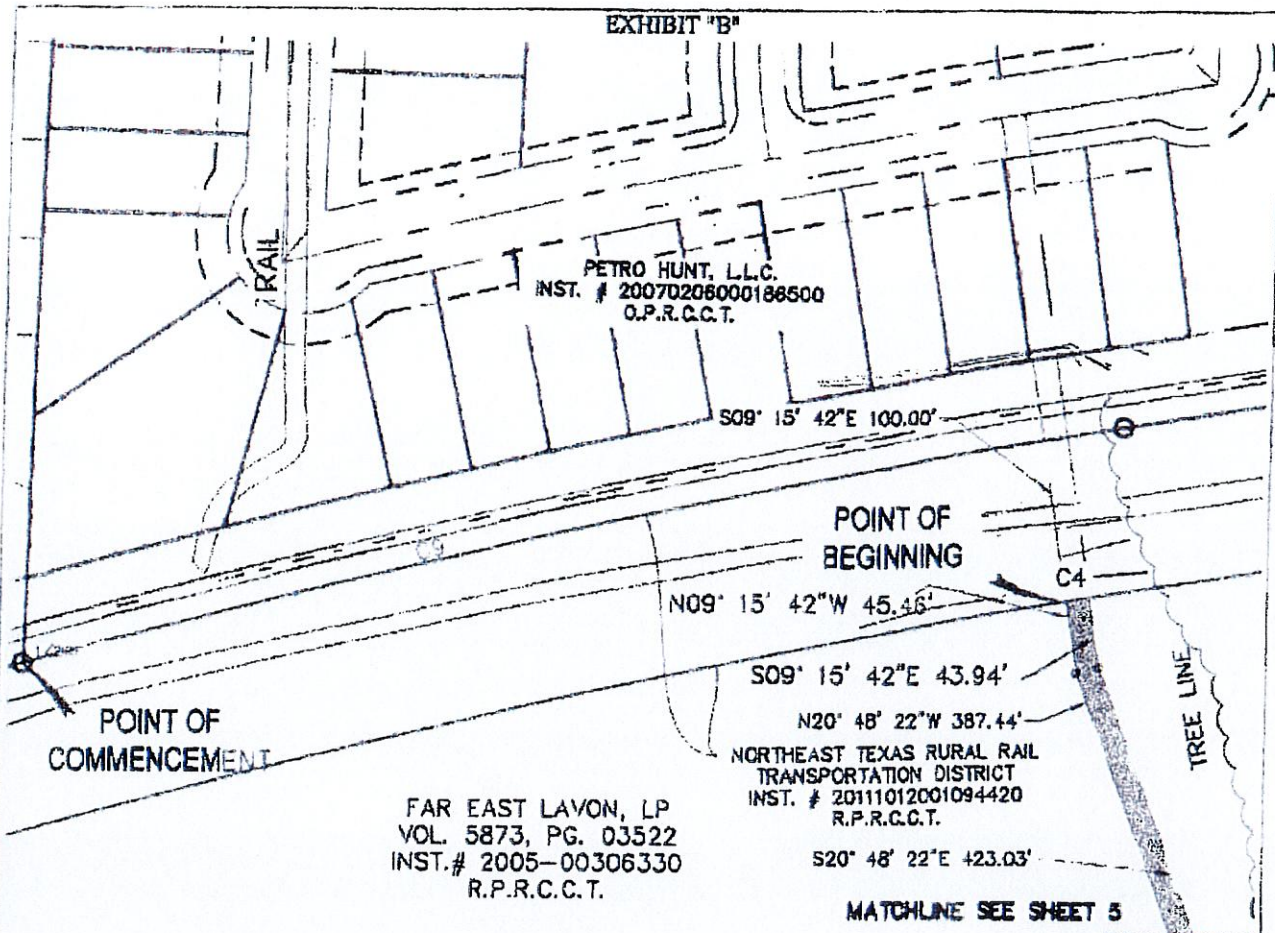 EXHIBIT "B"
RAIL
PETRO HUNT, L.L.C.
INST. # 20070206000186500
O.P.R.C.C.T.
S09° 15' 42"E 100.00'
POINT OF
BEGINNING
C4
N09° 15' 42"W 45.46'
S09° 15' 42"E 43.94'
N20° 48' 22"W 387.44'
TREE LINE
POINT OF
COMMENCEMENT
NORTHEAST TEXAS RURAL RAIL
TRANSPORTATION DISTRICT
INST. # 20111012001094420
R.P.R.C.C.T.
FAR EAST LAVON, LP
VOL. 5873, PG. 03522
INST.# 2005-00306330
R.P.R.C.C.T.
S20° 48' 22"E 423.03'
MATCHLINE SEE SHEET 5